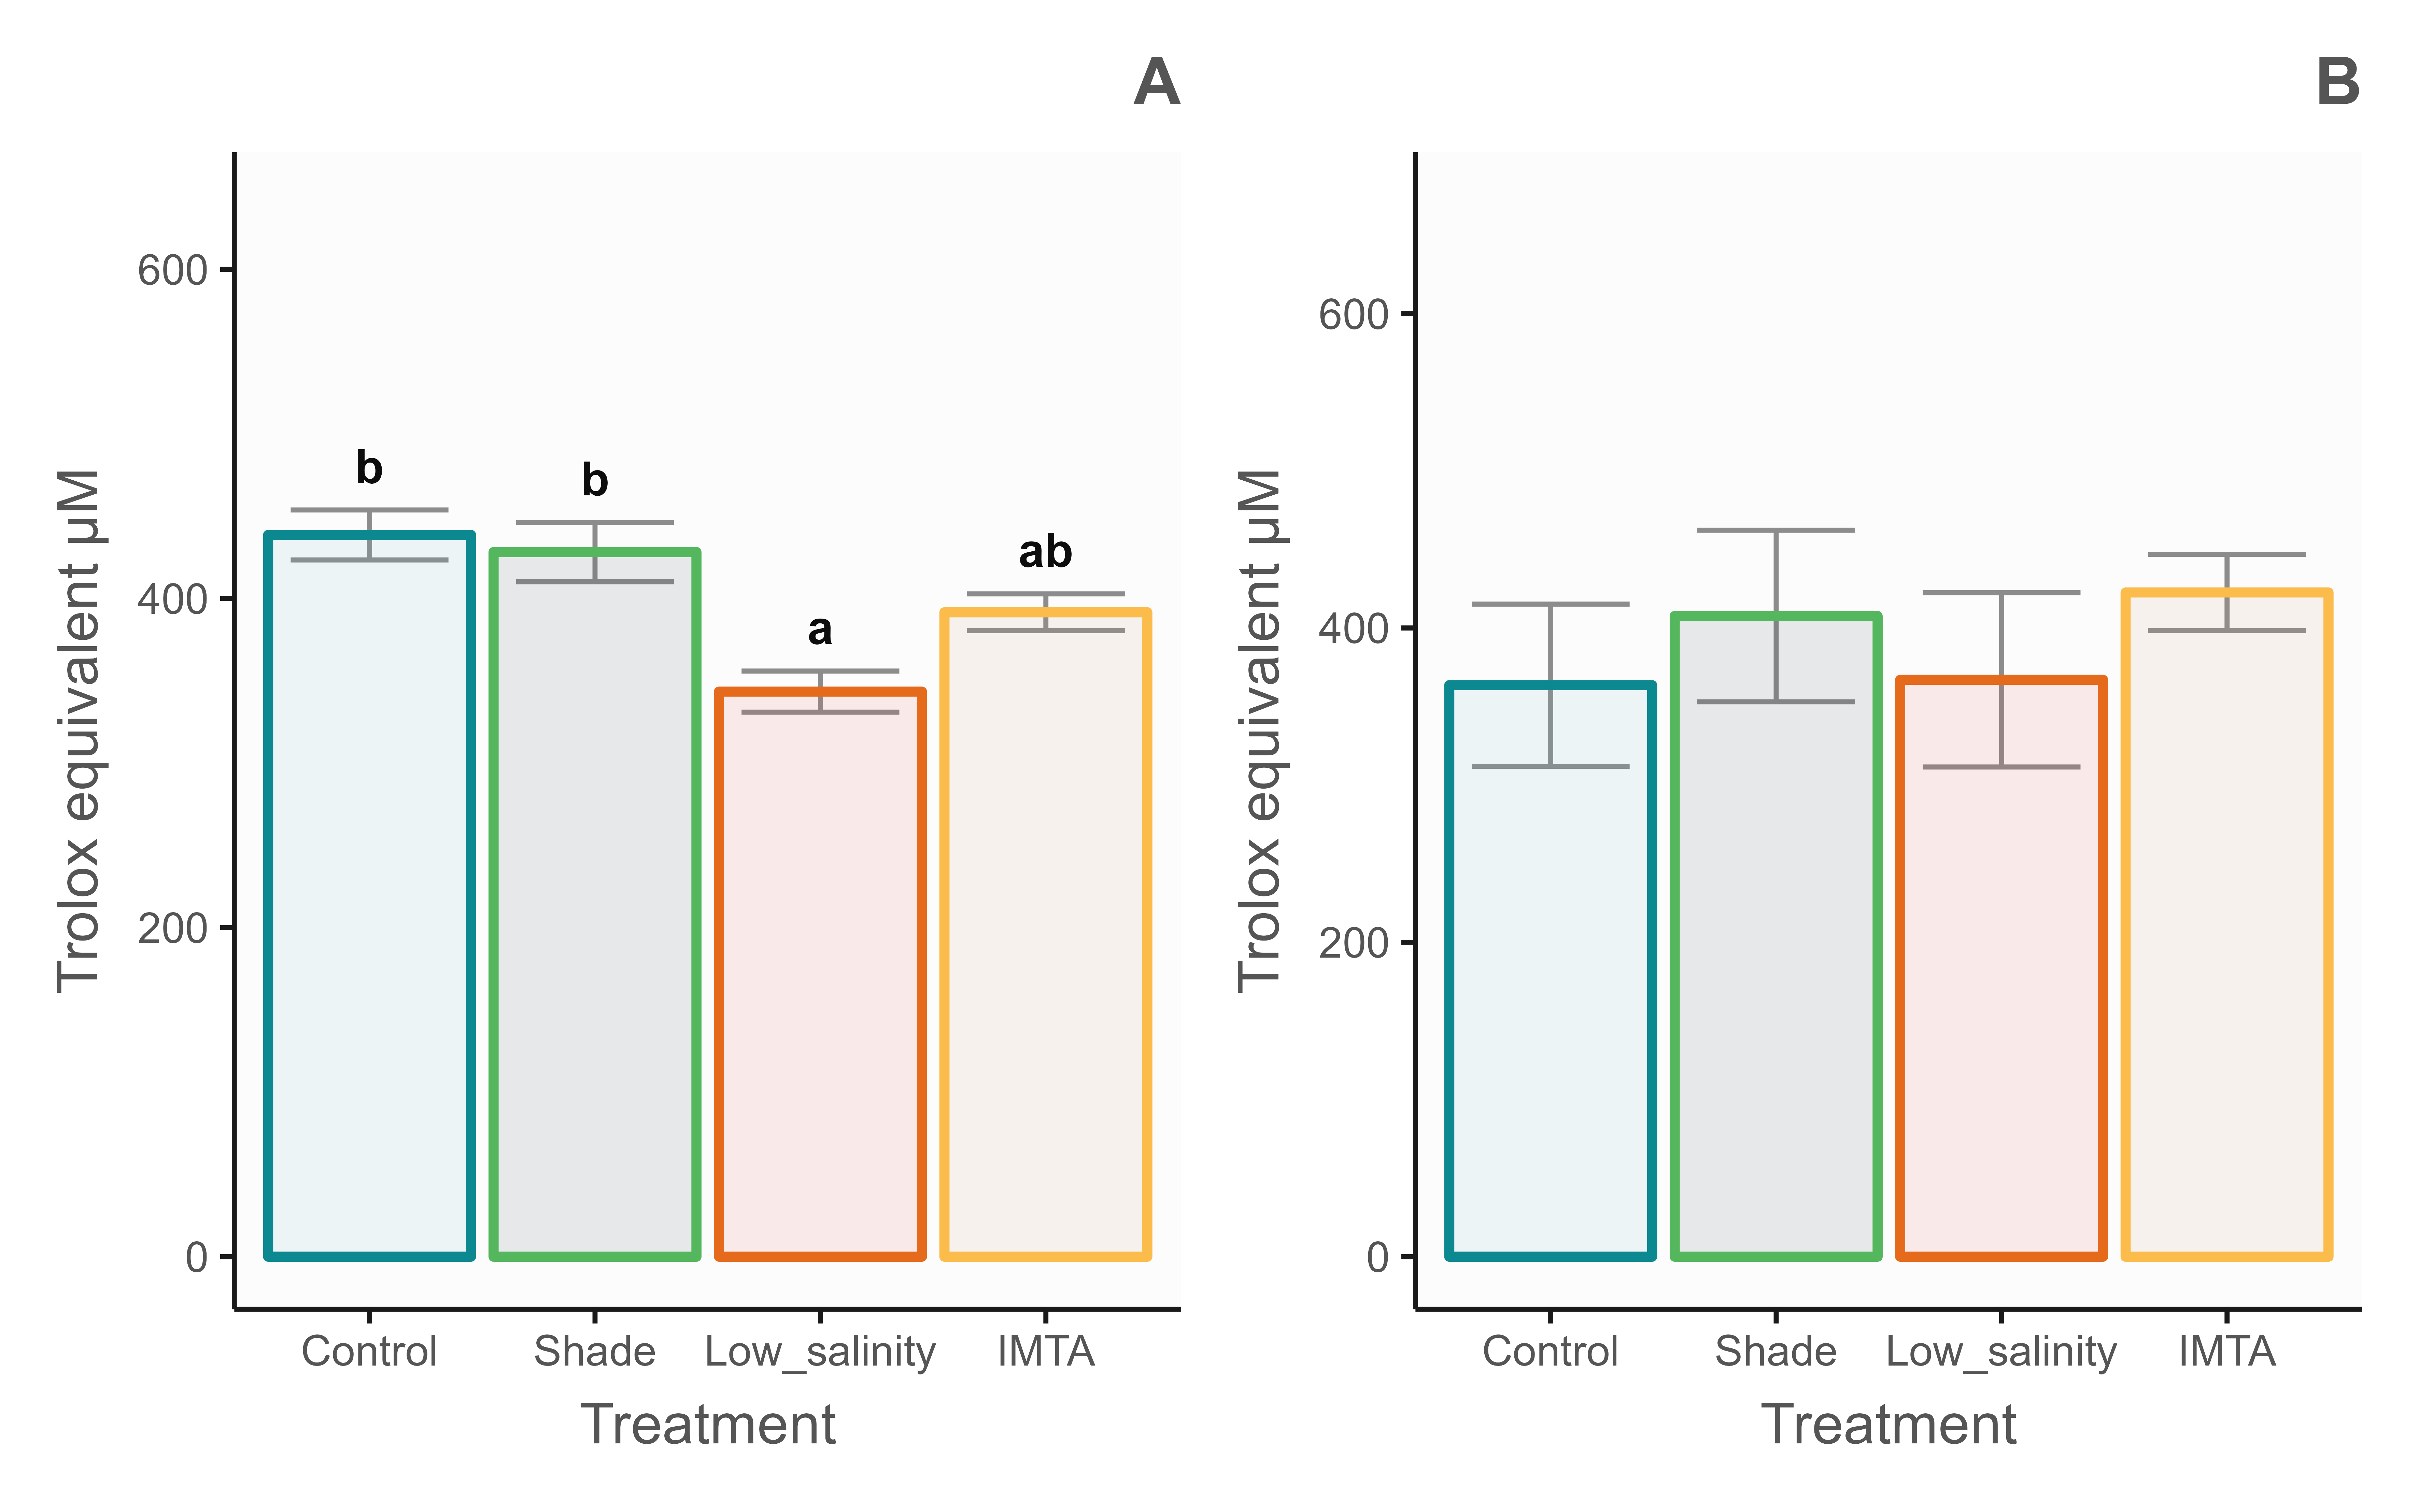 A
Trolox equivalent µM
600
400
200
0
b
b
a
ab
Control
Shade
Low_salinity
IMTA
Treatment
B
Trolox equivalent µM
600
400
200
0
Control
Shade
Low_salinity
IMTA
Treatment